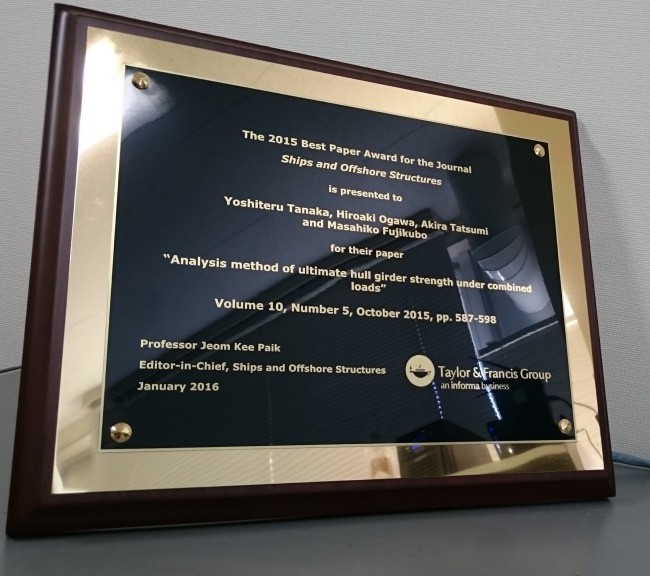 The 2015 Best Paper Award for the Journal
Ships and Offshore Structures
is presented to
Yoshiteru Tanaka, Hiroaki Ogawa, Akira Tatsumi
and Masahiko Fujikubo
for their paper
“Analysis method of ultimate hull girder strength under combined
loads”
Volume 10, Number 5, October 2015, pp. 587-598
Professor Jeom Kee Paik
Editor-in-Chief, Ships and Offshore Structures
January 2016
Taylor & Francis Group
an informa business